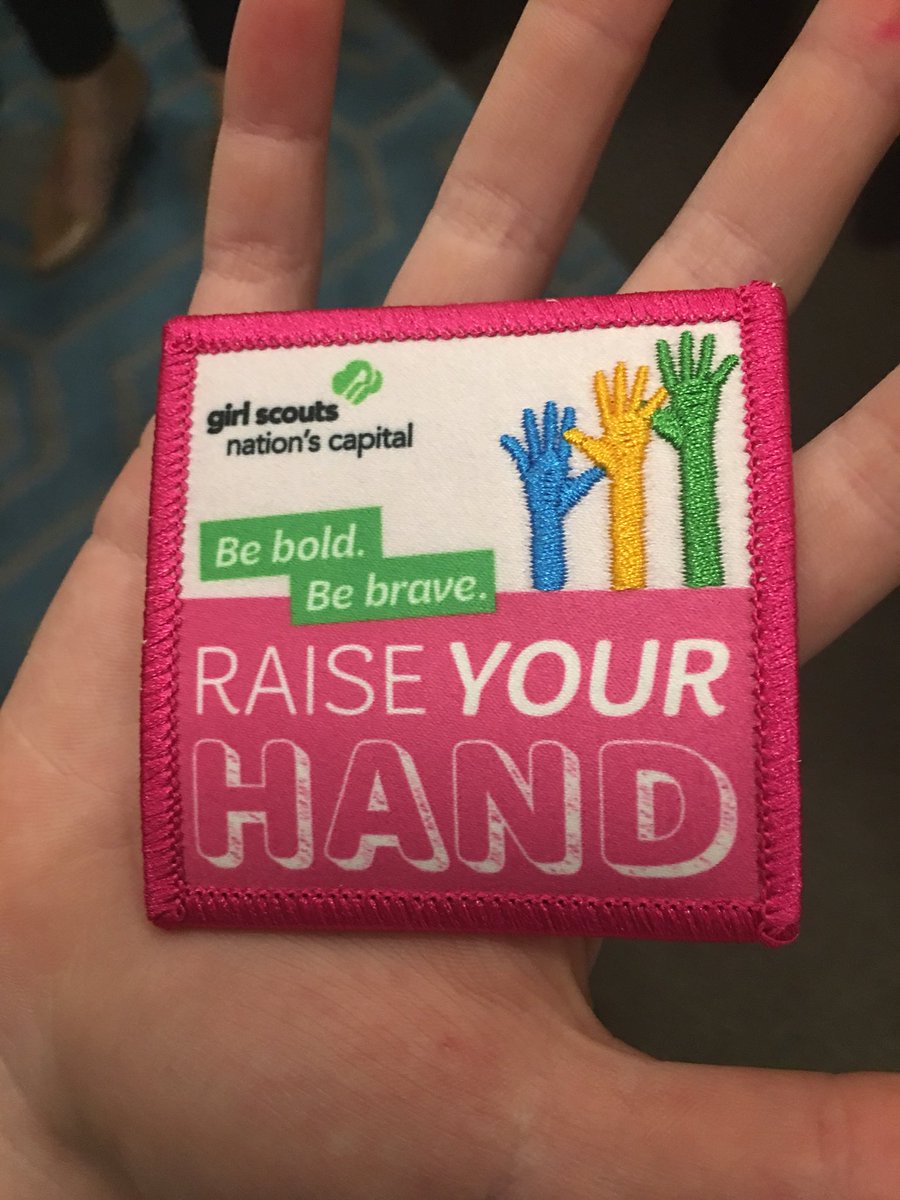 girl scouts
nation's capital
Be bold.
Be brave.
RAISE YOUR
HAND